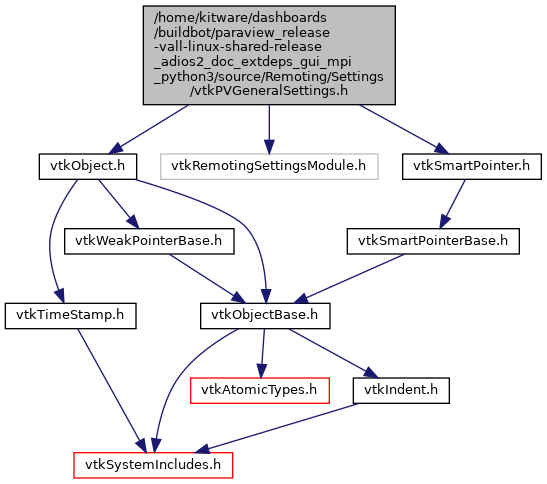 /home/kitware/dashboards
/buildbot/paraview_release
-vall-linux-shared-release
_adios2_doc_extdeps_gui_mpi
_python3/source/Remoting/Settings
/vtkPVGeneralSettings.h
vtkObject.h
vtkRemotingSettingsModule.h
vtkSmartPointer.h
vtkWeakPointerBase.h
vtkSmartPointerBase.h
vtkTimeStamp.h
vtkObjectBase.h
vtkAtomicTypes.h
vtkIndent.h
vtkSystemIncludes.h